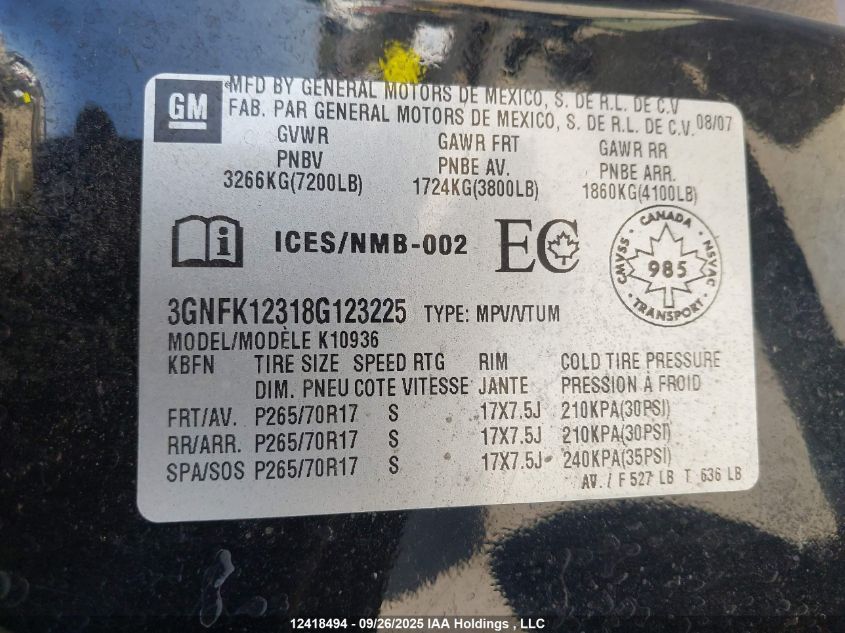 GM
MFD BY GENERAL MOTORS DE MEXICO, S. DE R.L. DE C.V
FAB. PAR GENERAL MOTORS DE MEXICO, S. DE R.L. DE C.V. 08/07
GVWR GAWR FRT GAWR RR
PNBV PNBE AV. PNBE ARR.
3266KG(7200LB) 1724KG(3800LB) 1860KG(4100LB)
i ICES/NMB-002 EC
CANADA
CMVSS 985 NSVAC
TRANSPORT
3GNFK12318G123225 TYPE: MPV/VTUM
MODEL/MODÈLE K10936
KBFN TIRE SIZE SPEED RTG RIM COLD TIRE PRESSURE
DIM. PNEU COTE VITESSE JANTE PRESSION À FROID
FRT/AV. P265/70R17 S 17X7.5J 210KPA(30PSI)
RR/ARR. P265/70R17 S 17X7.5J 210KPA(30PSI)
SPA/SOS P265/70R17 S 17X7.5J 240KPA(35PSI)
AV. / F 527 LB T 636 LB
12418494 - 09/26/2025 IAA Holdings , LLC